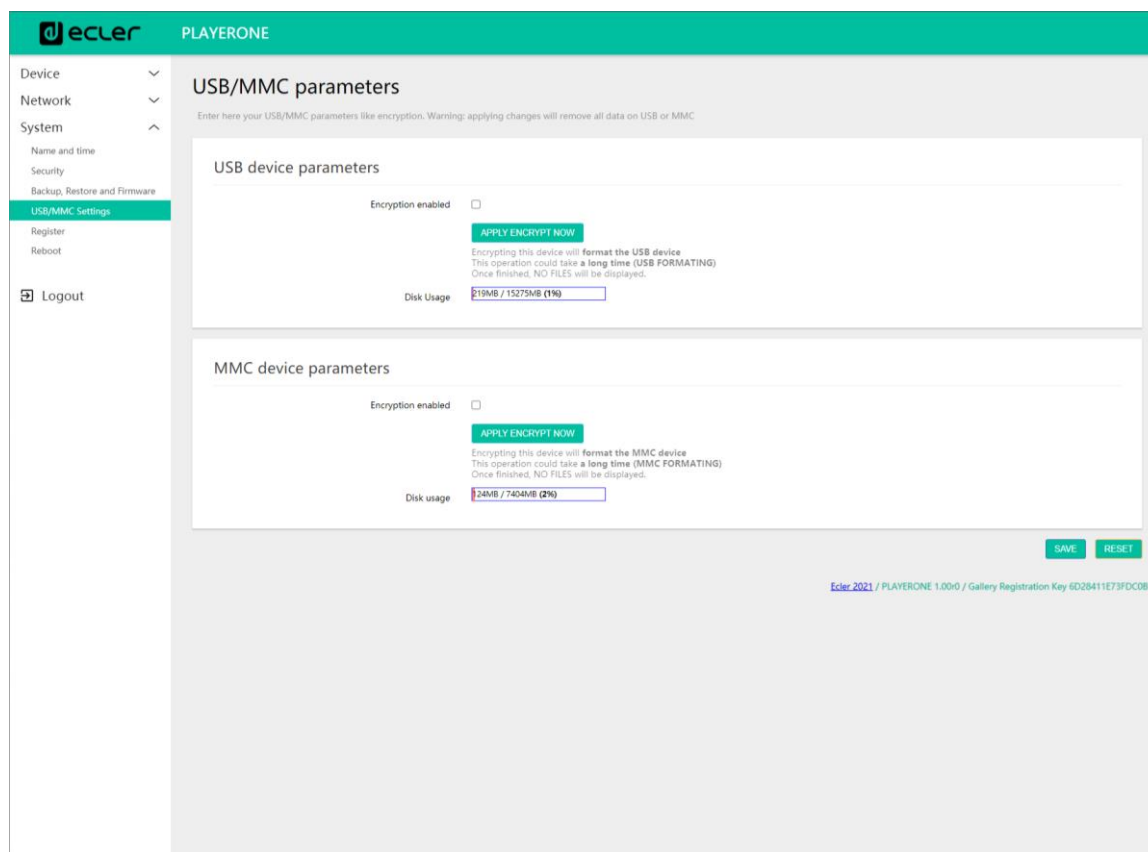 ecler
PLAYERONE
Device
Network
System
Name and time
Security
Backup, Restore and Firmware
USB/MMC Settings
Register
Reboot
Logout
USB/MMC parameters
Enter here your USB/MMC parameters like encryption. Warning: applying changes will remove all data on USB or MMC
USB device parameters
Encryption enabled
APPLY ENCRYPT NOW
Encrypting this device will format the USB device
This operation could take a long time (USB FORMATING)
Once finished, NO FILES will be displayed.
Disk Usage 219MB / 15275MB (1%)
MMC device parameters
Encryption enabled
APPLY ENCRYPT NOW
Encrypting this device will format the MMC device
This operation could take a long time (MMC FORMATING)
Once finished, NO FILES will be displayed.
Disk usage 124MB / 7404MB (2%)
SAVE RESET
Ecler 2021 / PLAYERONE 1.00r0 / Gallery Registration Key 6D28411E73FDC08